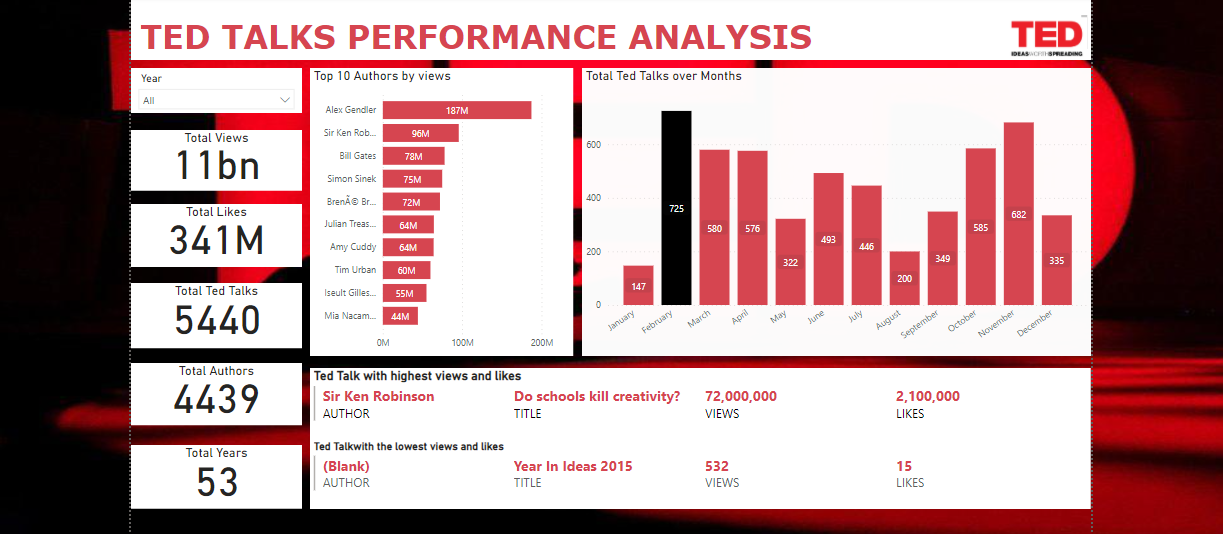 TED TALKS PERFORMANCE ANALYSIS
TED
IDEAS WORTH SPREADING
Year
All
Total Views
11bn
Total Likes
341M
Total Ted Talks
5440
Total Authors
4439
Total Years
53
Top 10 Authors by views
Alex Gendler 187M
Sir Ken Rob... 96M
Bill Gates 78M
Simon Sinek 75M
BrenÃ© Br... 72M
Julian Treas... 64M
Amy Cuddy 64M
Tim Urban 60M
Iseult Gilles... 55M
Mia Nacam... 44M
0M 100M 200M
Total Ted Talks over Months
600
400
200
0
147 725 580 576 322 493 446 200 349 585 682 335
January February March April May June July August September October November December
Ted Talk with highest views and likes
Sir Ken Robinson Do schools kill creativity? 72,000,000 2,100,000
AUTHOR TITLE VIEWS LIKES
Ted Talkwith the lowest views and likes
(Blank) Year In Ideas 2015 532 15
AUTHOR TITLE VIEWS LIKES